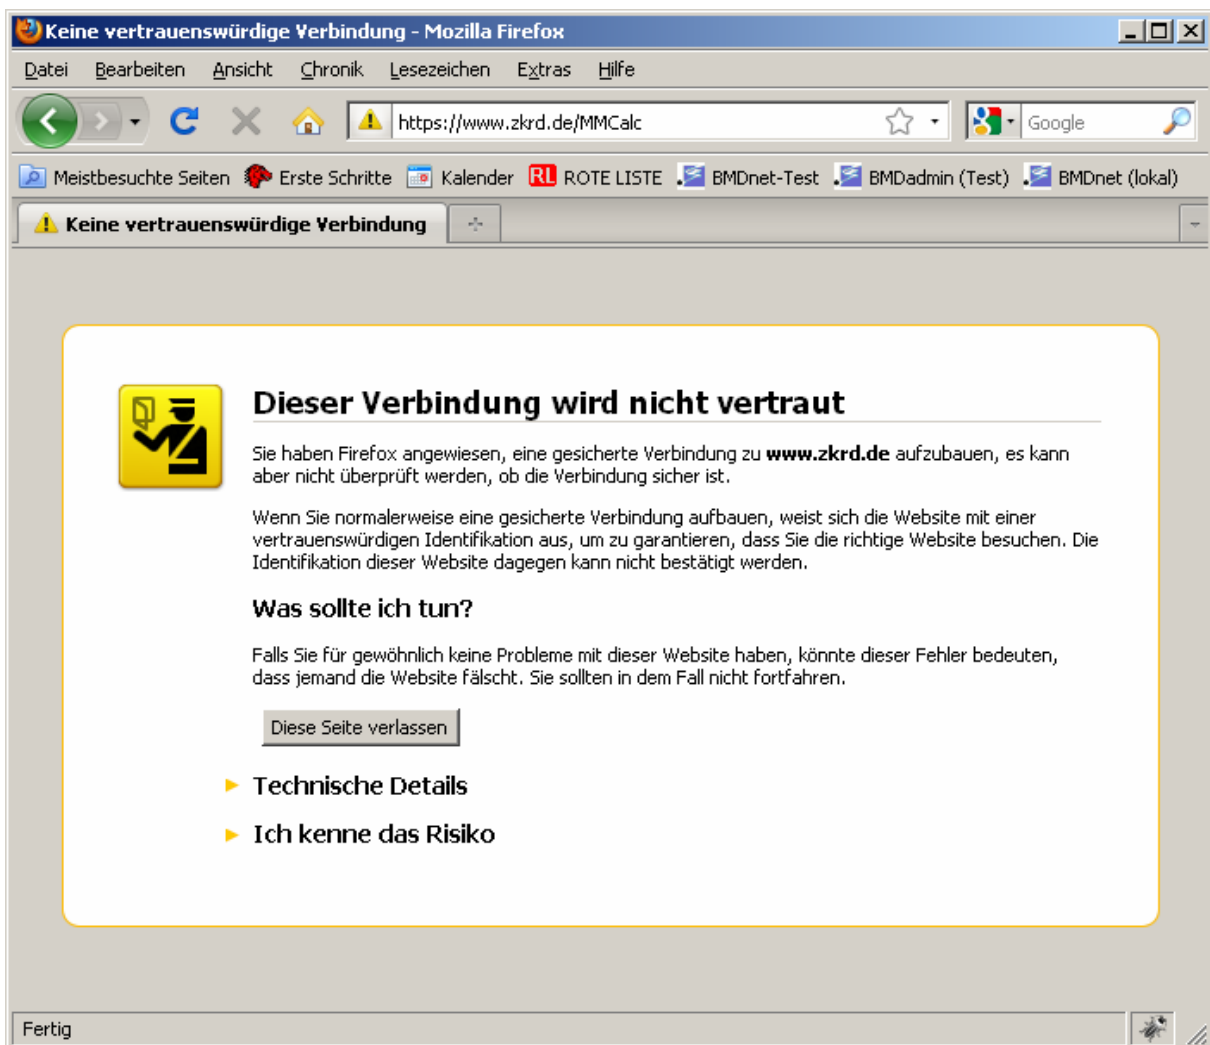 Keine vertrauenswürdige Verbindung - Mozilla Firefox
Datei Bearbeiten Ansicht Chronik Lesezeichen Extras Hilfe
https://www.zkrd.de/MMCalc Google
Meistbesuchte Seiten Erste Schritte Kalender RL ROTE LISTE BMDnet-Test BMDadmin (Test) BMDnet (lokal)
Keine vertrauenswürdige Verbindung
Dieser Verbindung wird nicht vertraut
Sie haben Firefox angewiesen, eine gesicherte Verbindung zu www.zkrd.de aufzubauen, es kann
aber nicht überprüft werden, ob die Verbindung sicher ist.
Wenn Sie normalerweise eine gesicherte Verbindung aufbauen, weist sich die Website mit einer
vertrauenswürdigen Identifikation aus, um zu garantieren, dass Sie die richtige Website besuchen. Die
Identifikation dieser Website dagegen kann nicht bestätigt werden.
Was sollte ich tun?
Falls Sie für gewöhnlich keine Probleme mit dieser Website haben, könnte dieser Fehler bedeuten,
dass jemand die Website fälscht. Sie sollten in dem Fall nicht fortfahren.
Diese Seite verlassen
Technische Details
Ich kenne das Risiko
Fertig